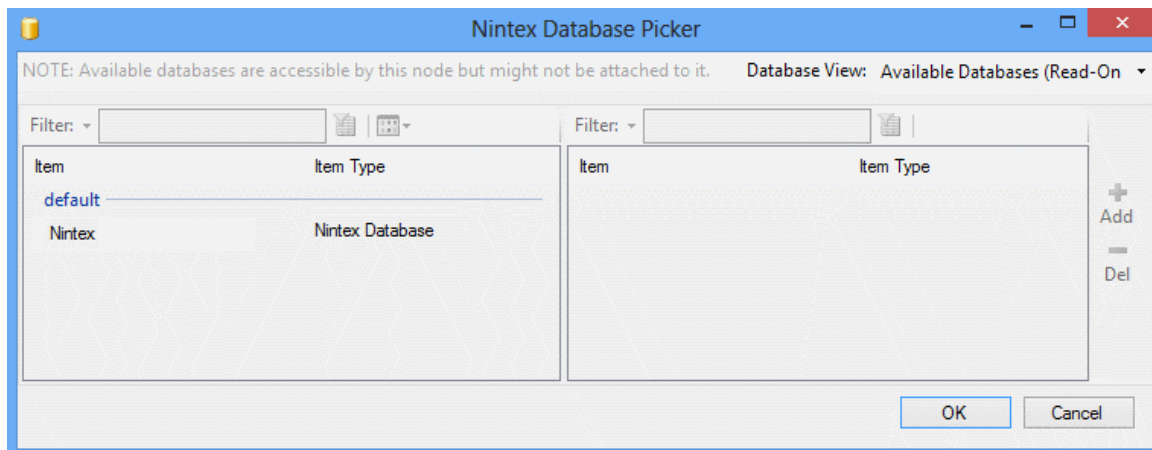 Nintex Database Picker
NOTE: Available databases are accessible by this node but might not be attached to it. Database View: Available Databases (Read-On
Filter: Filter:
Item Item Type Item Item Type
default
Nintex Nintex Database
Add
Del
OK Cancel